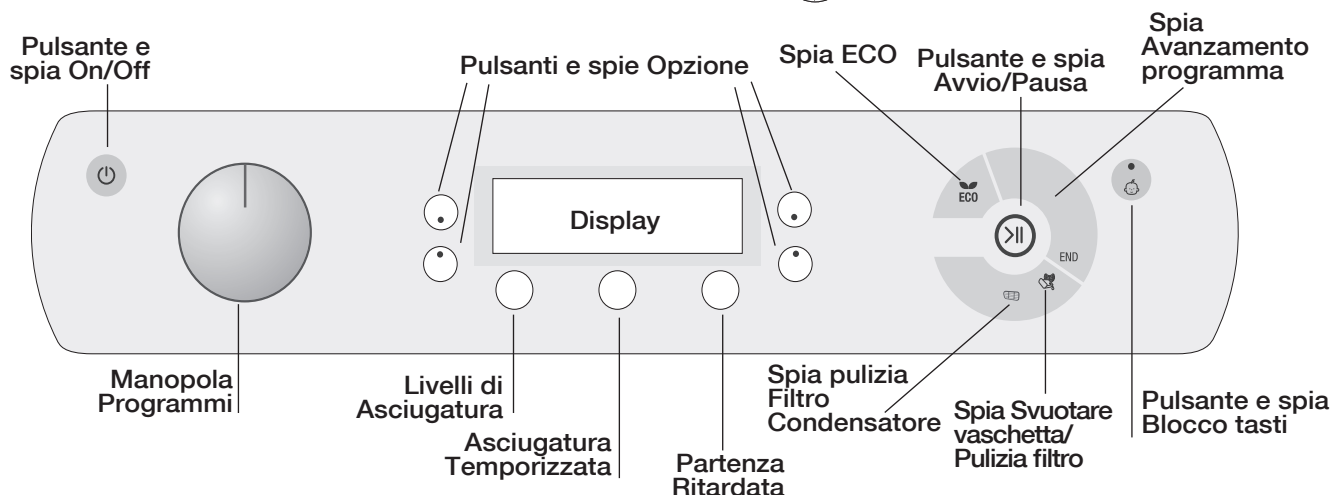 Pulsante e
spia On/Off
Pulsanti e spie Opzione
Spia ECO
Pulsante e spia
Avvio/Pausa
Spia
Avanzamento
programma
ECO
Display
END
Manopola
Programmi
Livelli di
Asciugatura
Asciugatura
Temporizzata
Partenza
Ritardata
Spia pulizia
Filtro
Condensatore
Spia Svuotare
vaschetta/
Pulizia filtro
Pulsante e spia
Blocco tasti